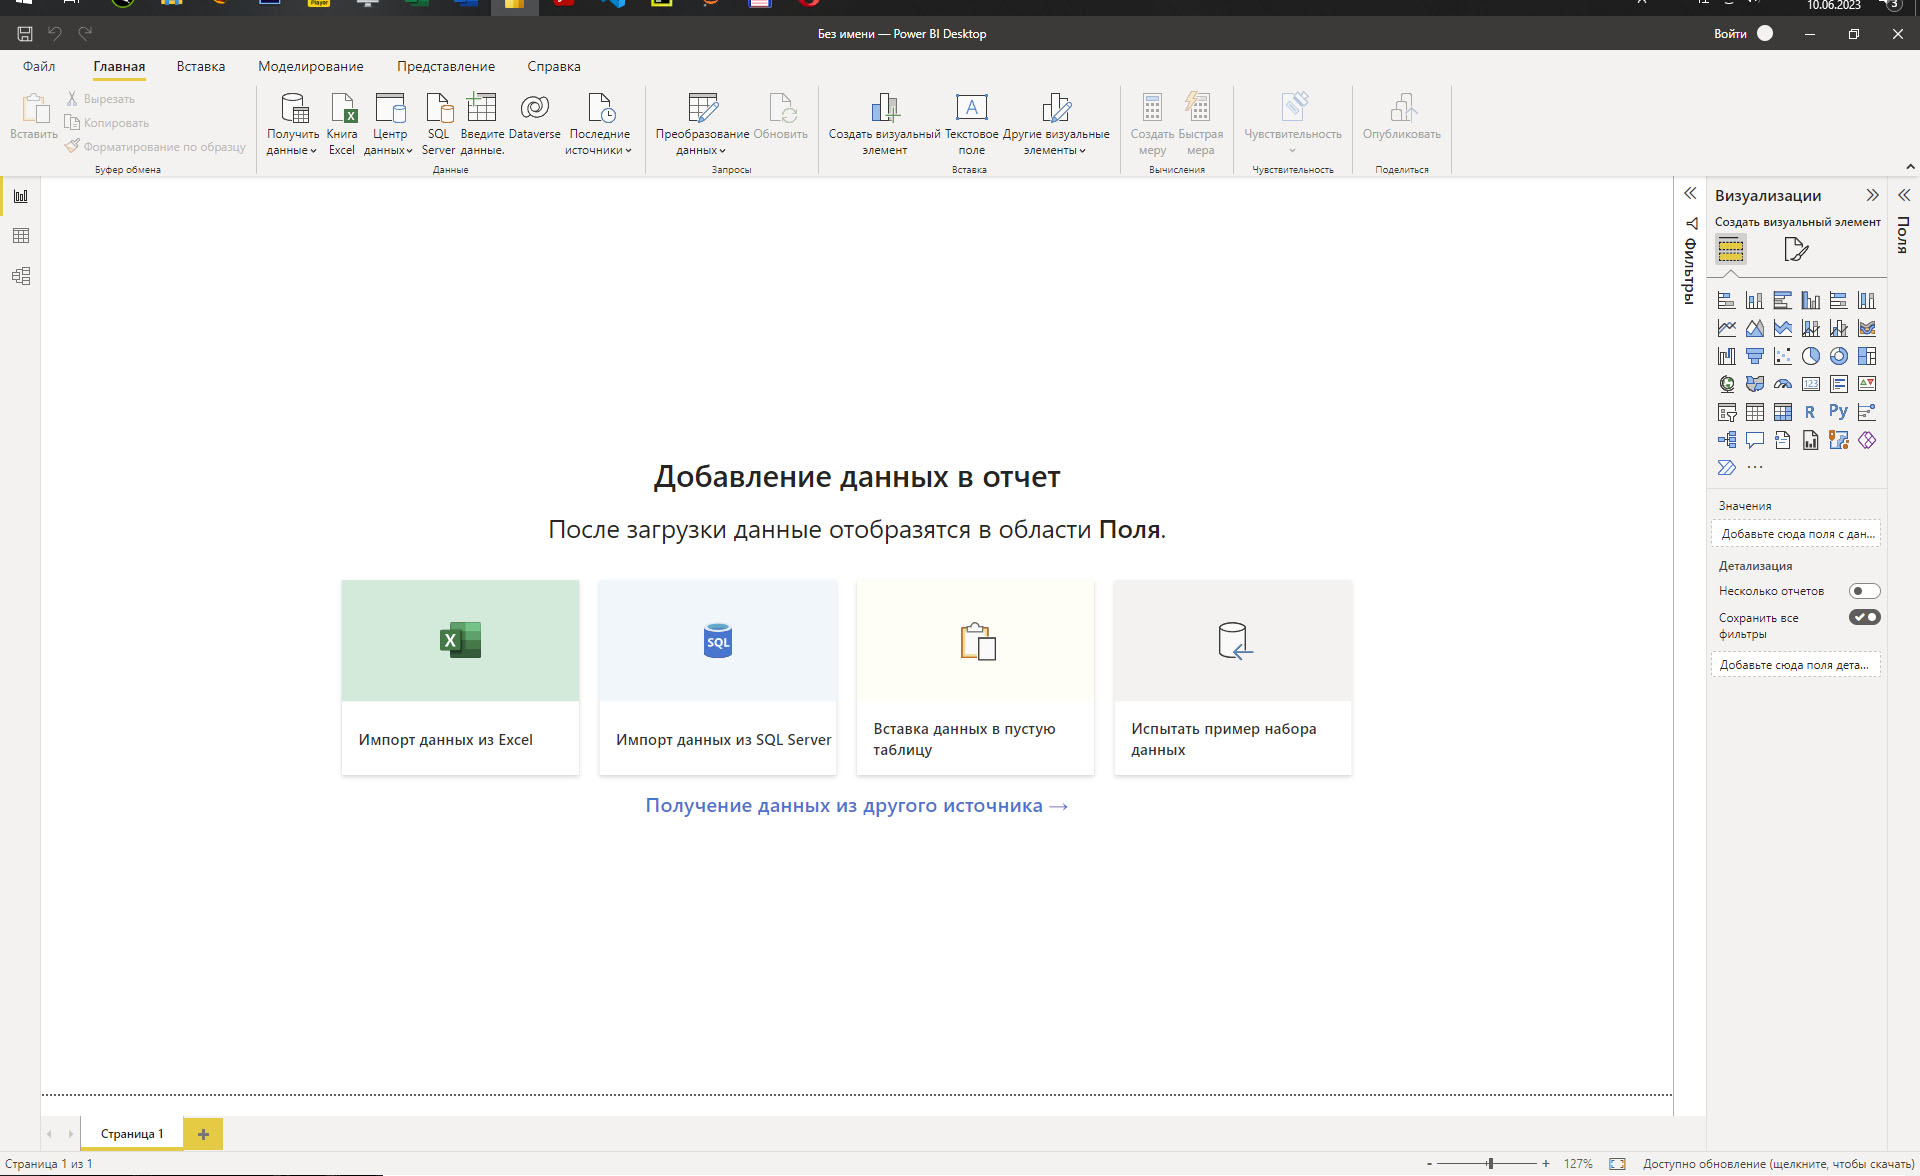 Player
10.06.2023
3
Без имени — Power BI Desktop
Войти
Файл
Главная
Вставка
Моделирование
Представление
Справка
Вставить
Вырезать
Копировать
Форматирование по образцу
Буфер обмена
Получить данные
Книга Excel
Центр данных
SQL Server
Введите данные.
Dataverse
Последние источники
Данные
Преобразование данных
Обновить
Запросы
Создать визуальный элемент
A
Текстовое поле
Другие визуальные элементы
Вставка
Создать меру
Быстрая мера
Вычисления
Чувствительность
Чувствительность
Опубликовать
Поделиться
Фильтры
Визуализации
Создать визуальный элемент
Поля
123
R
Py
Значения
Добавьте сюда поля с дан...
Детализация
Несколько отчетов
Сохранить все
фильтры
Добавьте сюда поля дета...
Добавление данных в отчет
После загрузки данные отобразятся в области Поля.
X
SQL
Импорт данных из Excel
Импорт данных из SQL Server
Вставка данных в пустую
таблицу
Испытать пример набора
данных
Получение данных из другого источника →
Страница 1
+
Страница 1 из 1
- + 127%
Доступно обновление (щелкните, чтобы скачать)